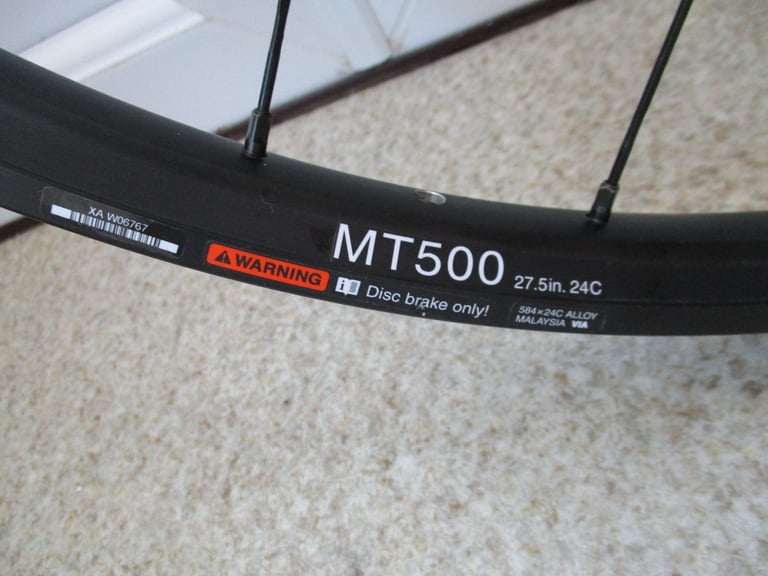 XA W06767
WARNING
MT500 27.5in. 24C
i Disc brake only!
584×24C ALLOY
MALAYSIA VIA